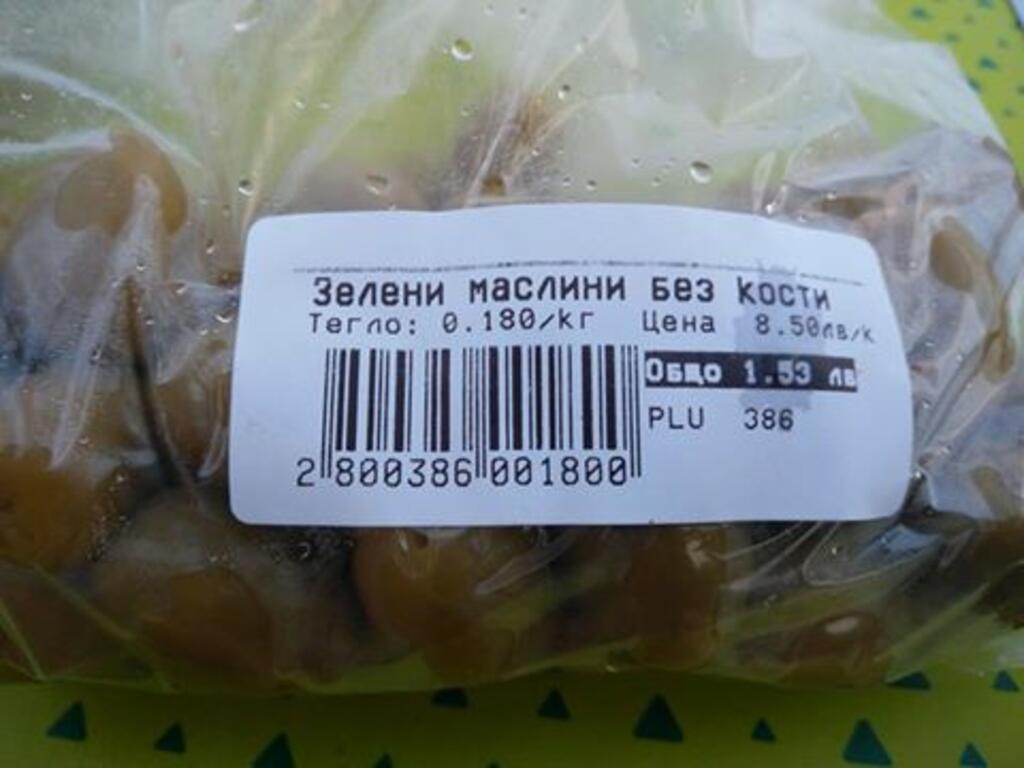 Зелени маслини без кости
Тегло: 0.180/кг Цена 8.50лв/к
Общо 1.53 лв
PLU 386
2 800386 001800